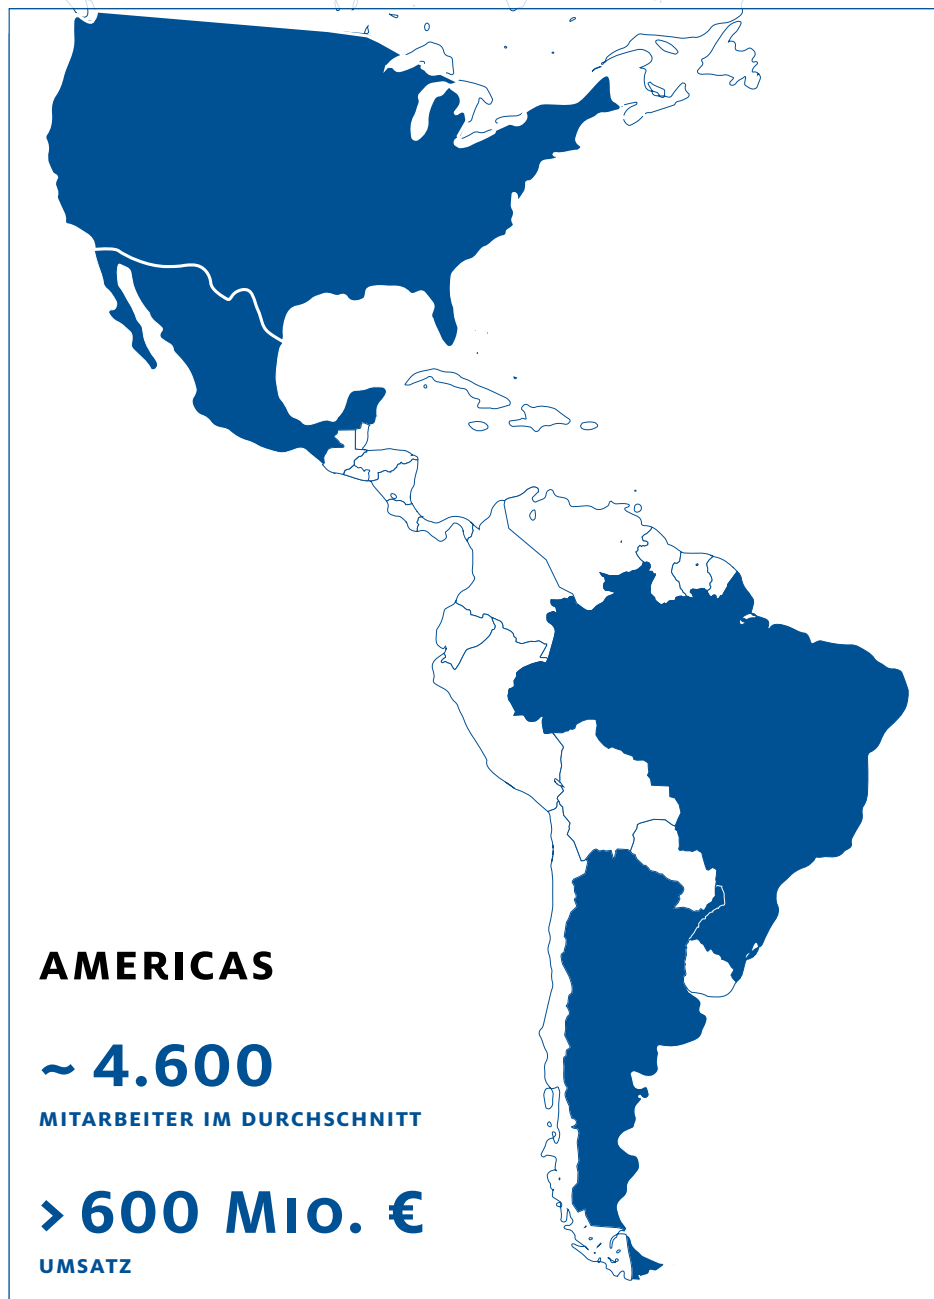 AMERICAS
~ 4.600
MITARBEITER IM DURCHSCHNITT
> 600 MIO. €
UMSATZ